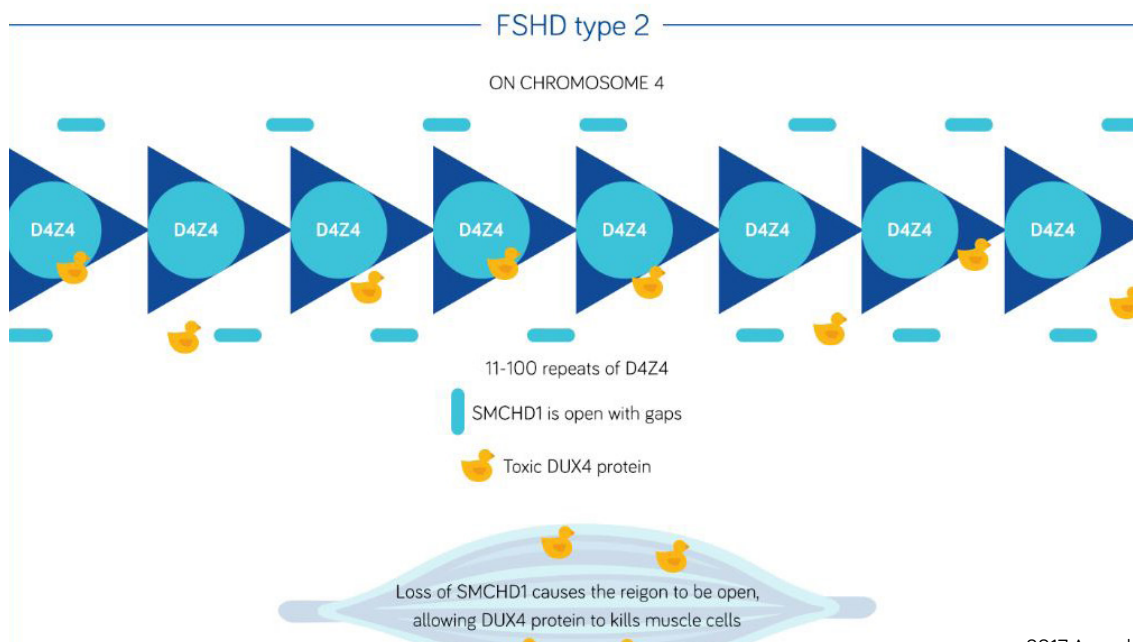 FSHD type 2
ON CHROMOSOME 4
D4Z4 D4Z4 D4Z4 D4Z4 D4Z4 D4Z4 D4Z4 D4Z4
11-100 repeats of D4Z4
SMCHD1 is open with gaps
Toxic DUX4 protein
Loss of SMCHD1 causes the reigon to be open,
allowing DUX4 protein to kills muscle cells